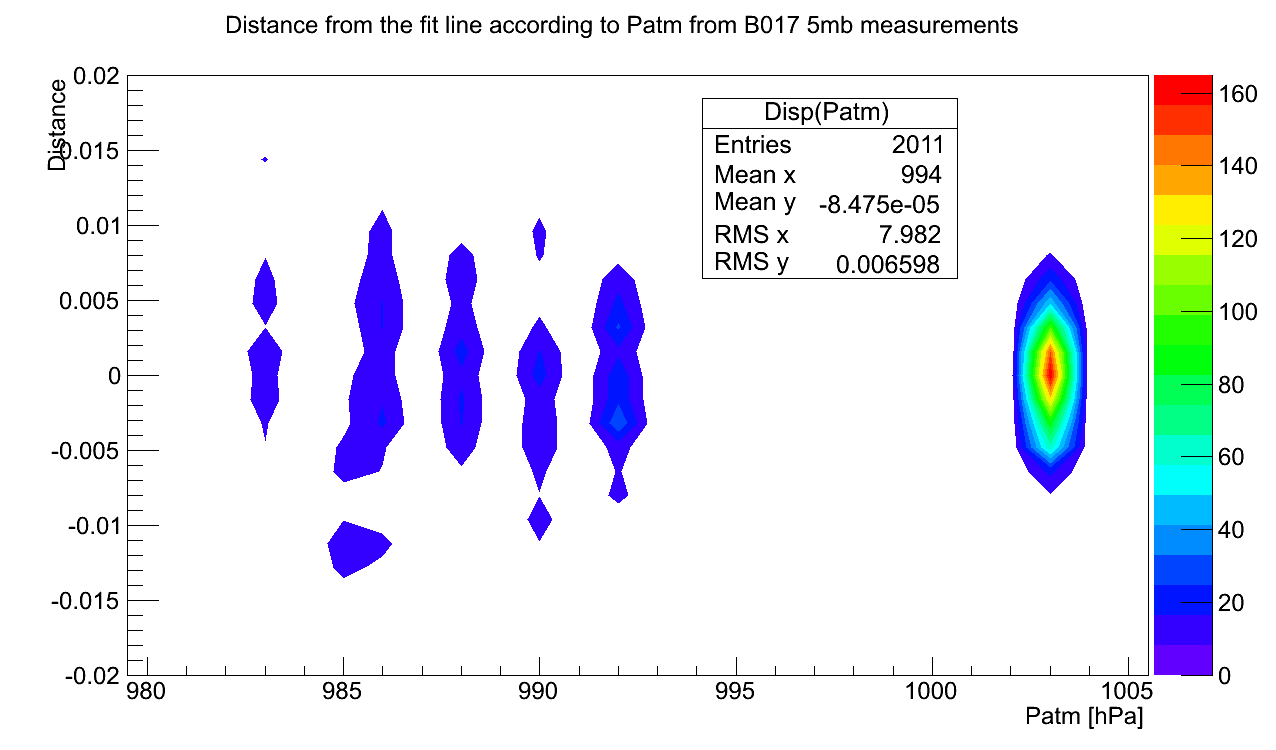 Distance from the fit line according to Patm from B017 5mb measurements
Distance
0.02
0.015
0.01
0.005
0
-0.005
-0.01
-0.015
-0.02
980
985
990
995
1000
1005
Patm [hPa]
Disp(Patm)
Entries 2011
Mean x 994
Mean y -8.475e-05
RMS x 7.982
RMS y 0.006598
160
140
120
100
80
60
40
20
0